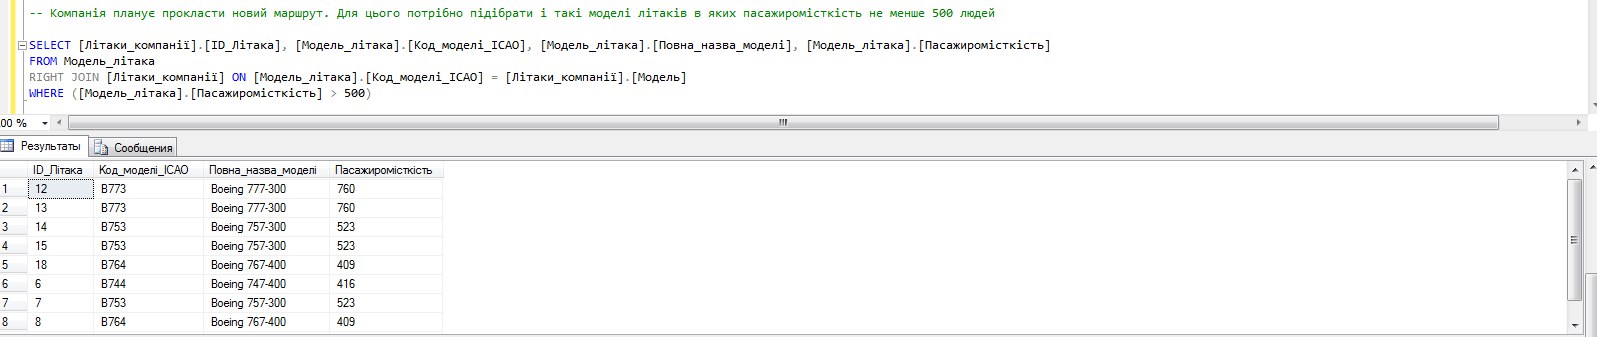 -- Компанія планує прокласти новий маршрут. Для цього потрібно підібрати і такі моделі літаків в яких пасажиромісткість не менше 500 людей
SELECT [Літаки_компанії].[ID_Літака], [Модель_літака].[Код_моделі_ICAO], [Модель_літака].[Повна_назва_моделі], [Модель_літака].[Пасажиромісткість]
FROM Модель_літака
RIGHT JOIN [Літаки_компанії] ON [Модель_літака].[Код_моделі_ICAO] = [Літаки_компанії].[Модель]
WHERE ([Модель_літака].[Пасажиромісткість] > 500)
00 %
Результаты Сообщения
ID_Літака Код_моделі_ICAO Повна_назва_моделі Пасажиромісткість
1 12 B773 Boeing 777-300 760
2 13 B773 Boeing 777-300 760
3 14 B753 Boeing 757-300 523
4 15 B753 Boeing 757-300 523
5 18 B764 Boeing 767-400 409
6 6 B744 Boeing 747-400 416
7 7 B753 Boeing 757-300 523
8 8 B764 Boeing 767-400 409